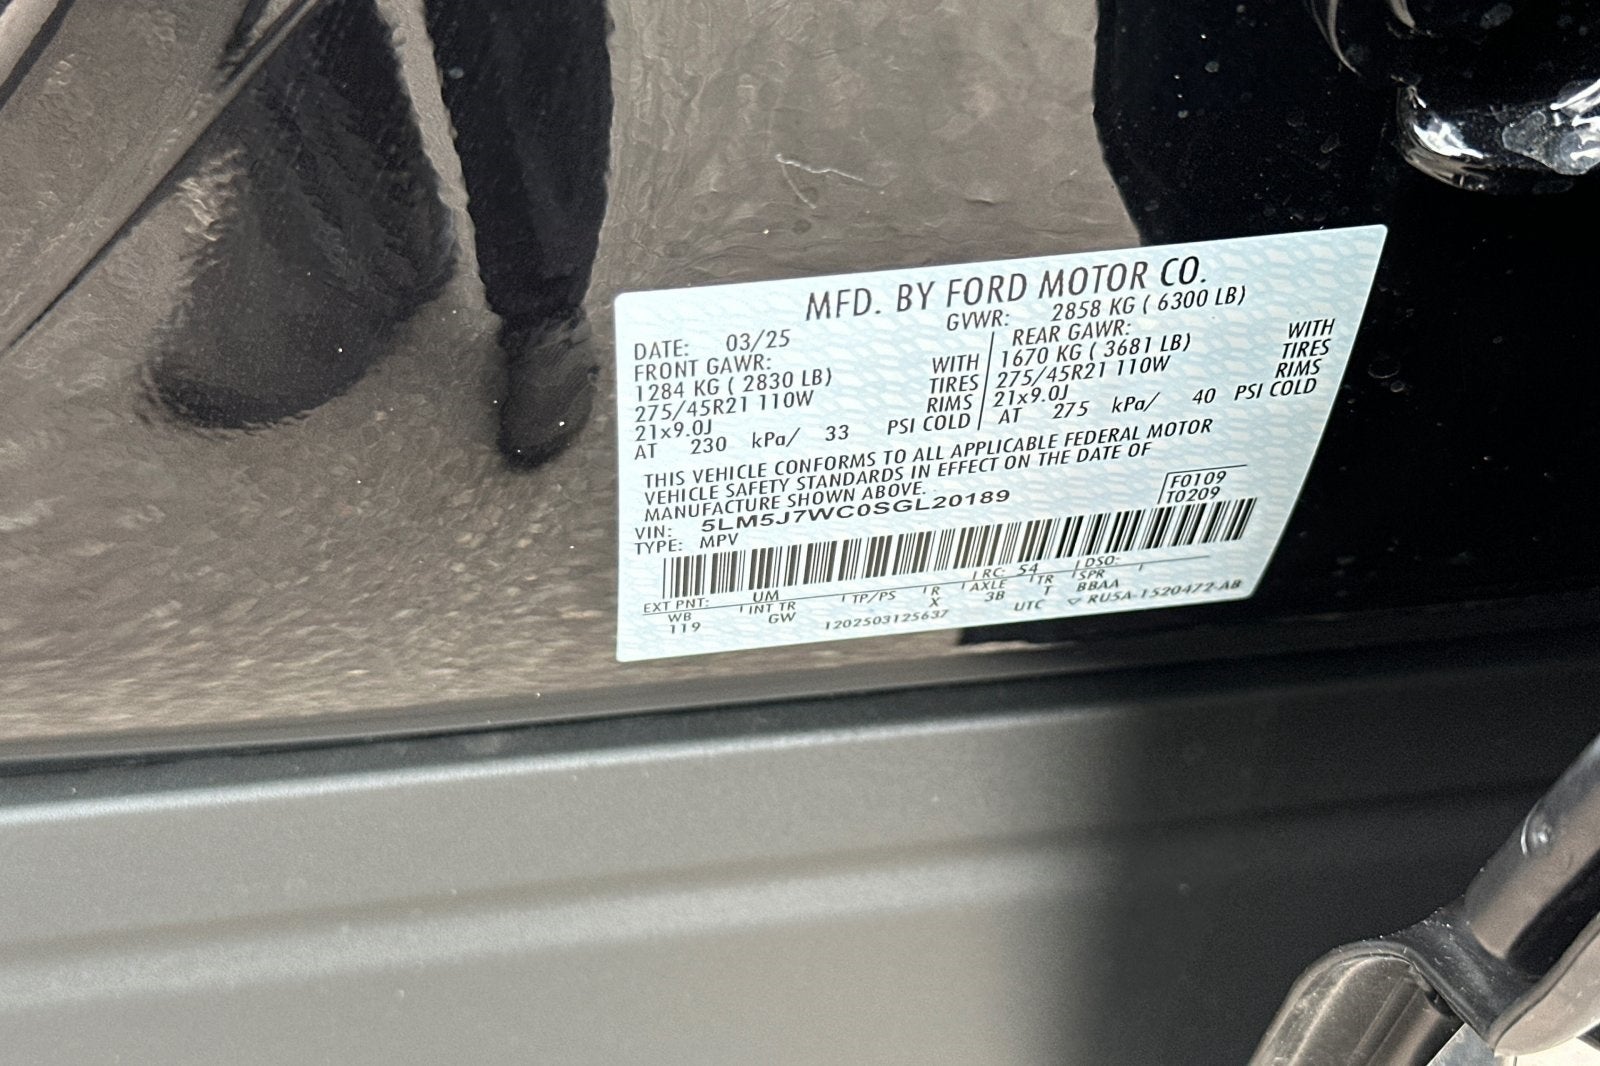 MFD. BY FORD MOTOR CO.
DATE: 03/25 GVWR: 2858 KG ( 6300 LB)
FRONT GAWR: REAR GAWR:
1284 KG ( 2830 LB) WITH 1670 KG ( 3681 LB) WITH
275/45R21 110W TIRES 275/45R21 110W TIRES
21x9.0J RIMS 21x9.0J RIMS
AT 230 kPa/ 33 PSI COLD AT 275 kPa/ 40 PSI COLD
THIS VEHICLE CONFORMS TO ALL APPLICABLE FEDERAL MOTOR
VEHICLE SAFETY STANDARDS IN EFFECT ON THE DATE OF
MANUFACTURE SHOWN ABOVE.
F0109
VIN: 5LM5J7WC0SGL20189 T0209
TYPE: MPV
EXT PNT: UM RC: 54 DSO:
WB INT TR TP/PS R AXLE TR SPR
119 GW X 3B T BBAA
1202503125637 UTC ▽ RU5A-1520472-AB